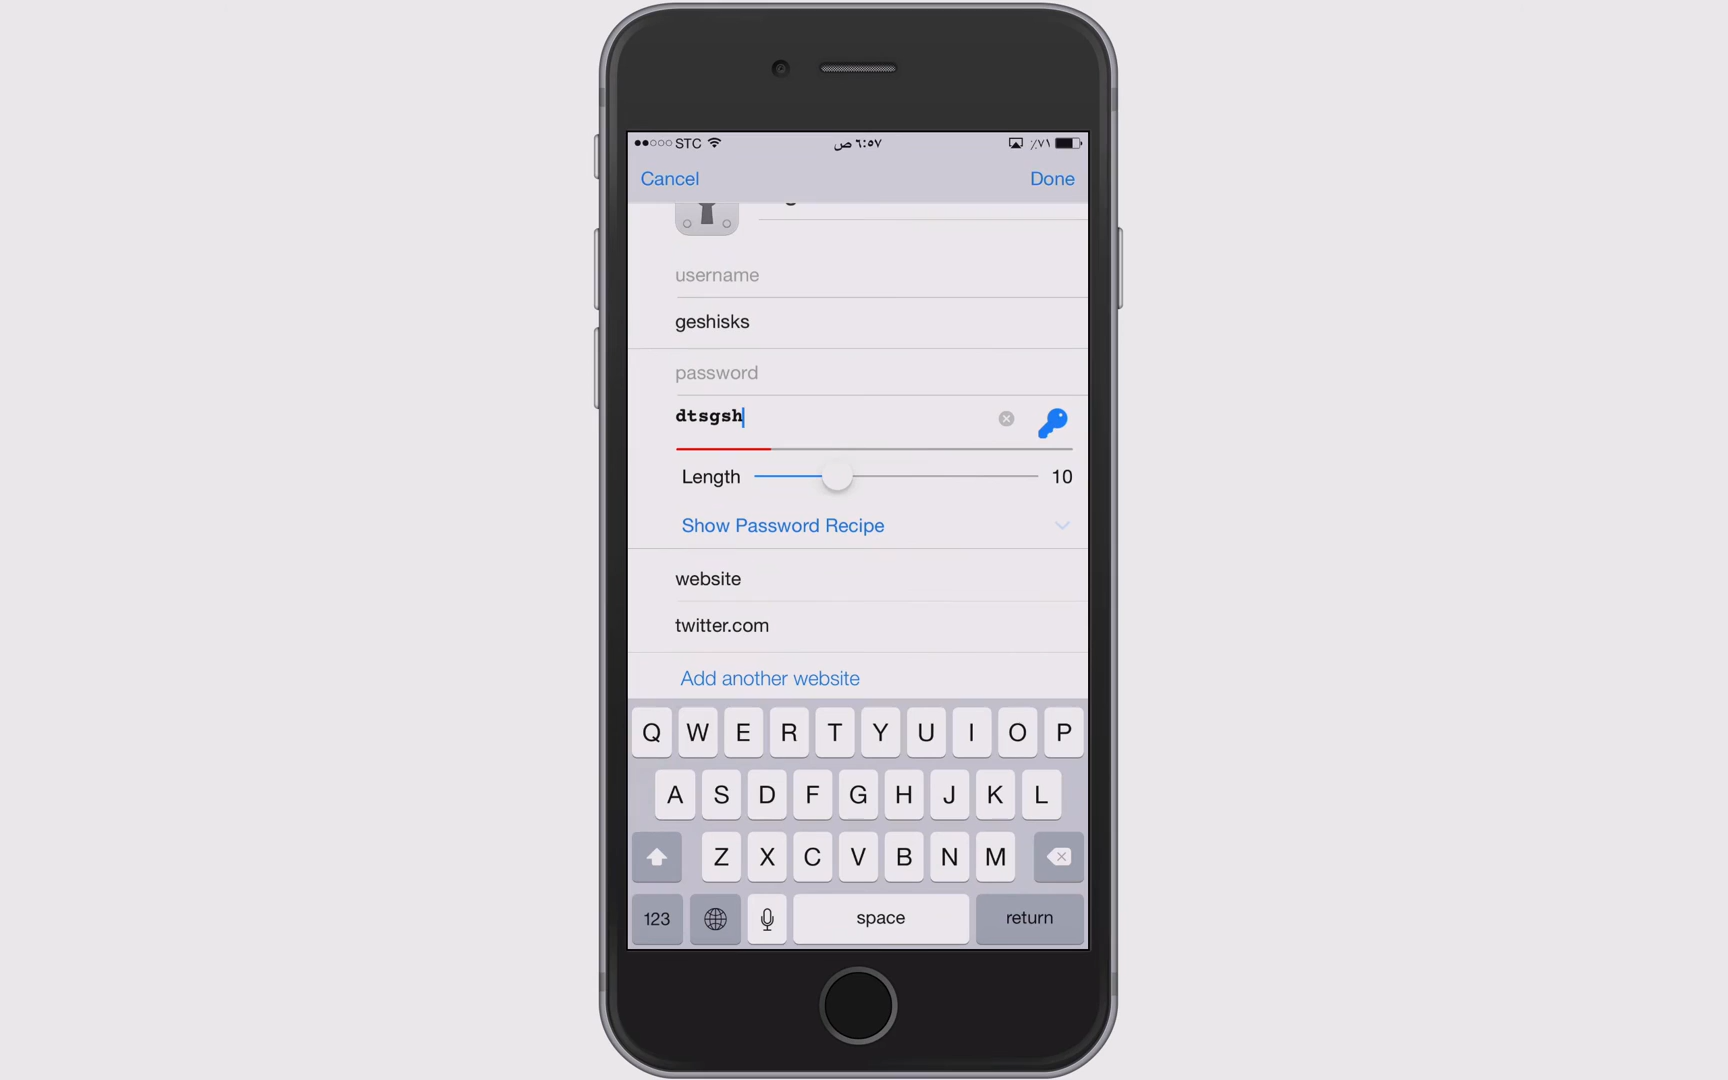 STC ٦:٥٧ ص ٪٧١
Cancel Done
username
geshisks
password
dtsgsh
Length 10
Show Password Recipe
website
twitter.com
Add another website
Q W E R T Y U I O P
A S D F G H J K L
Z X C V B N M
123 space return